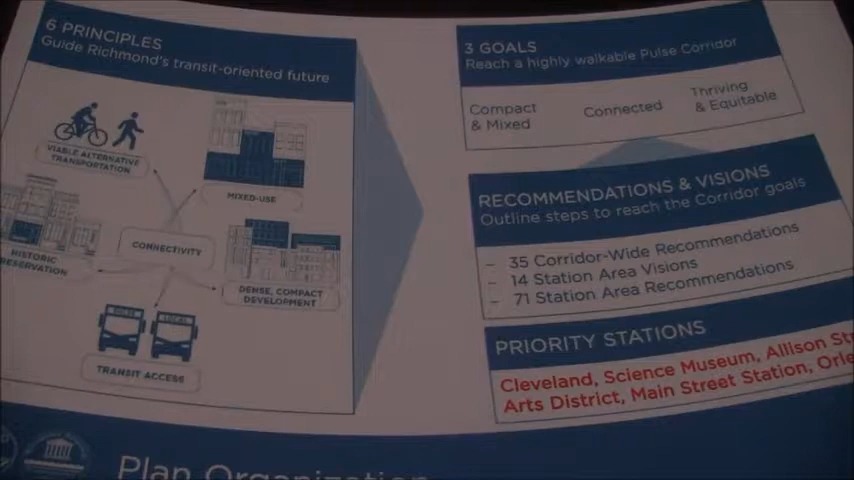 6 PRINCIPLES
Guide Richmond's transit-oriented future
VIABLE ALTERNATIVE
TRANSPORTATION
MIXED-USE
CONNECTIVITY
HISTORIC
RESERVATION
DENSE, COMPACT
DEVELOPMENT
PULSE
LOCAL
TRANSIT ACCESS
3 GOALS
Reach a highly walkable Pulse Corridor
Compact
& Mixed
Connected
Thriving
& Equitable
RECOMMENDATIONS & VISIONS
Outline steps to reach the Corridor goals
- 35 Corridor-Wide Recommendations
- 14 Station Area Visions
- 71 Station Area Recommendations
PRIORITY STATIONS
Cleveland, Science Museum, Allison St
Arts District, Main Street Station, Orle
Plan Organization